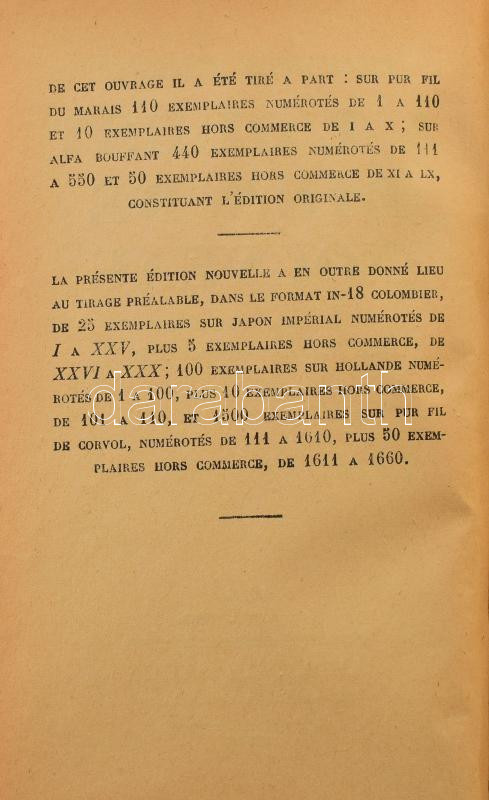 DE CET OUVRAGE IL A ÉTÉ TIRÉ A PART : SUR PUR FIL
DU MARAIS 110 EXEMPLAIRES NUMÉROTÉS DE 1 A 110
ET 10 EXEMPLAIRES HORS COMMERCE DE I A X ; SUR
ALFA BOUFFANT 440 EXEMPLAIRES NUMÉROTÉS DE 111
A 550 ET 50 EXEMPLAIRES HORS COMMERCE DE XI A LX,
CONSTITUANT L'ÉDITION ORIGINALE.
LA PRÉSENTE ÉDITION NOUVELLE A EN OUTRE DONNÉ LIEU
AU TIRAGE PRÉALABLE, DANS LE FORMAT IN-18 COLOMBIER,
DE 25 EXEMPLAIRES SUR JAPON IMPÉRIAL NUMÉROTÉS DE
I A XXV, PLUS 5 EXEMPLAIRES HORS COMMERCE, DE
XXVI A XXX ; 100 EXEMPLAIRES SUR HOLLANDE NUMÉ-
ROTÉS DE 1 A 100, PLUS 10 EXEMPLAIRES HORS COMMERCE,
DE 101 A 110, ET 1500 EXEMPLAIRES SUR PUR FIL
DE CORVOL, NUMÉROTÉS DE 111 A 1610, PLUS 50 EXEM-
PLAIRES HORS COMMERCE, DE 1611 A 1660.
darabanth